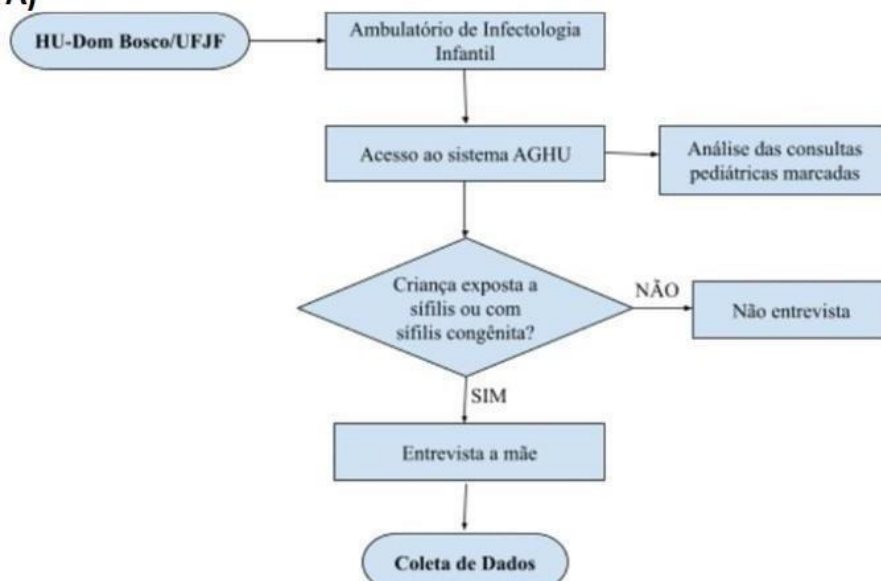 A)
HU-Dom Bosco/UFJF
Ambulatório de Infectologia
Infantil
Acesso ao sistema AGHU
Análise das consultas
pediátricas marcadas
Criança exposta a
sífilis ou com
sífilis congênita?
NÃO
Não entrevista
SIM
Entrevista a mãe
Coleta de Dados